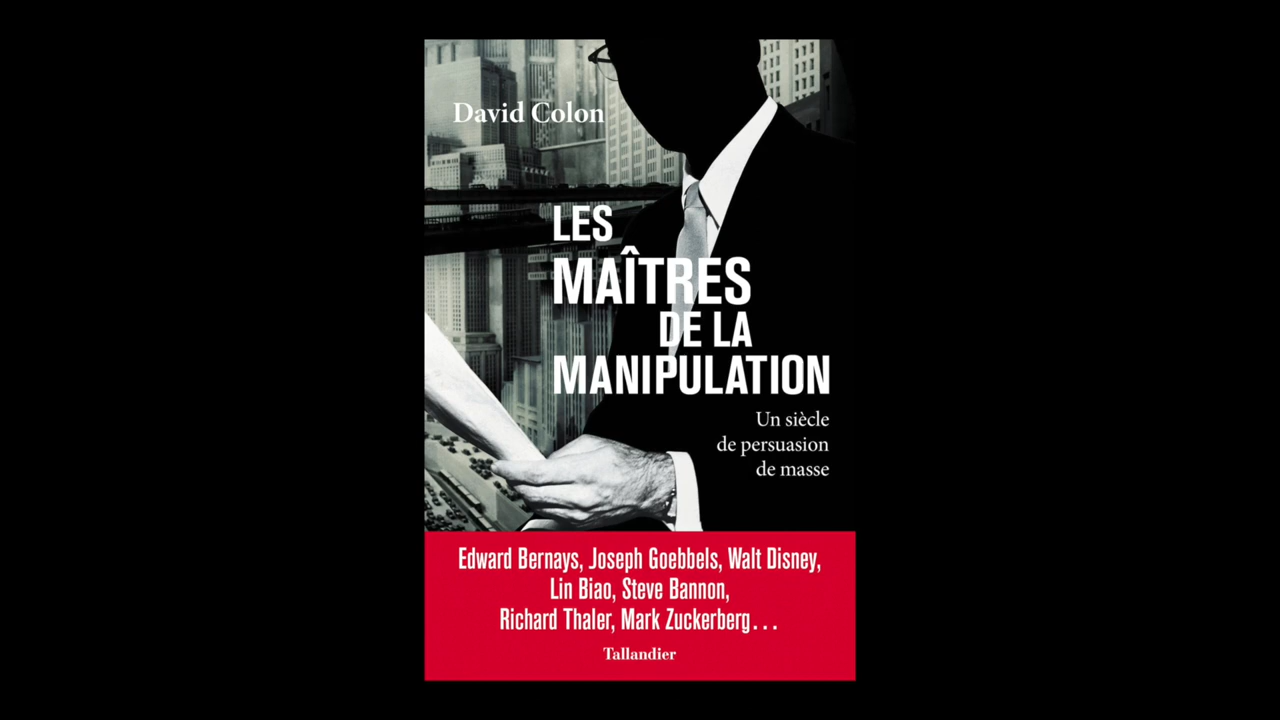 David Colon
LES
MAÎTRES
DE LA
MANIPULATION
Un siècle
de persuasion
de masse
Edward Bernays, Joseph Goebbels, Walt Disney,
Lin Biao, Steve Bannon,
Richard Thaler, Mark Zuckerberg...
Tallandier